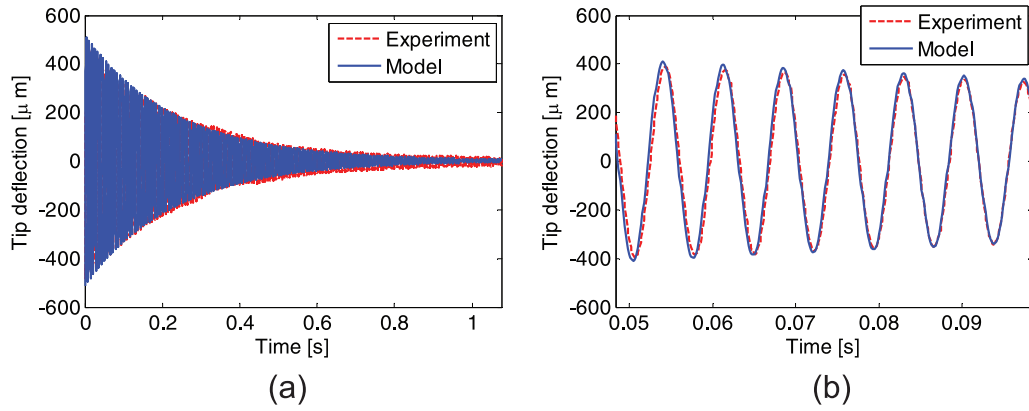 600
400
200
0
-200
-400
-600
Tip deflection [μ m]
0
0.2
0.4
0.6
0.8
1
Time [s]
Experiment
Model
(a)
600
400
200
0
-200
-400
-600
Tip deflection [μ m]
0.05
0.06
0.07
0.08
0.09
Time [s]
Experiment
Model
(b)